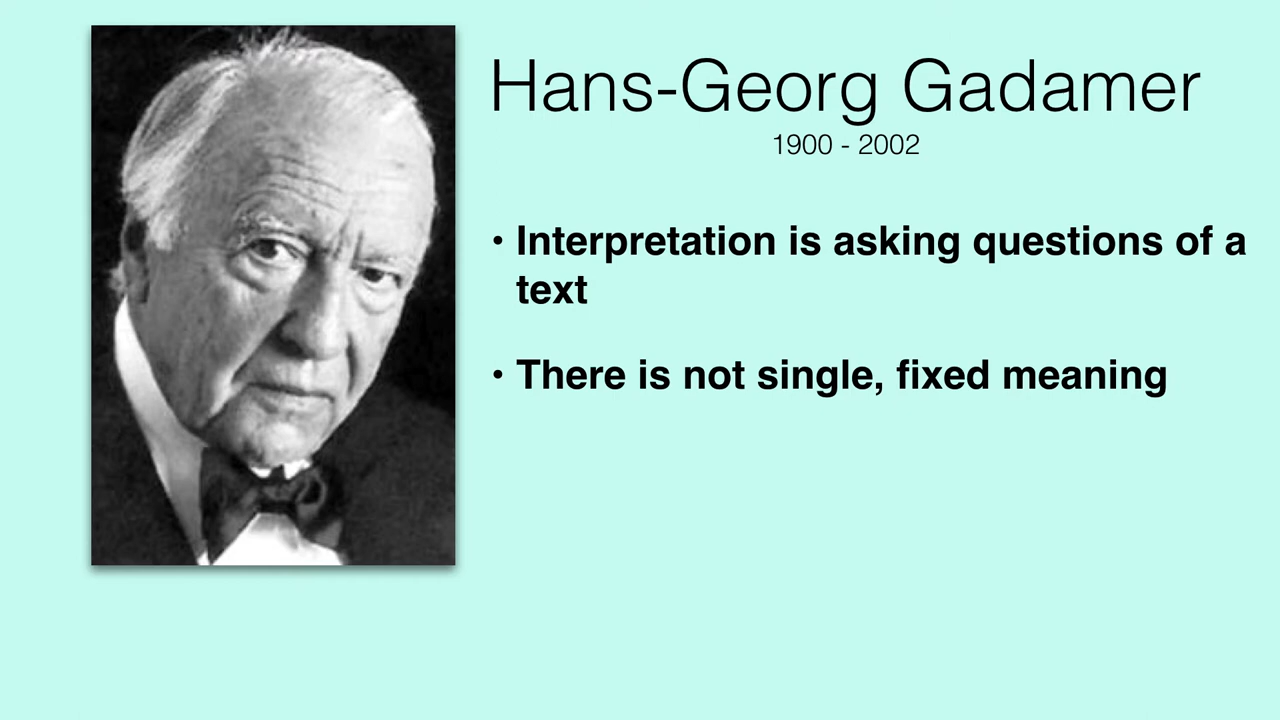 Hans-Georg Gadamer
1900 - 2002
• Interpretation is asking questions of a
text
• There is not single, fixed meaning